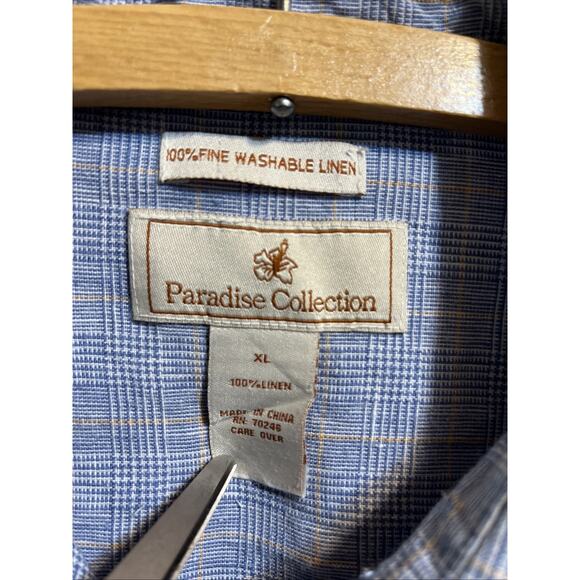 100%FINE WASHABLE LINEN
Paradise Collection
XL
100%LINEN
MADE IN CHINA
RN: 70246
CARE OVER